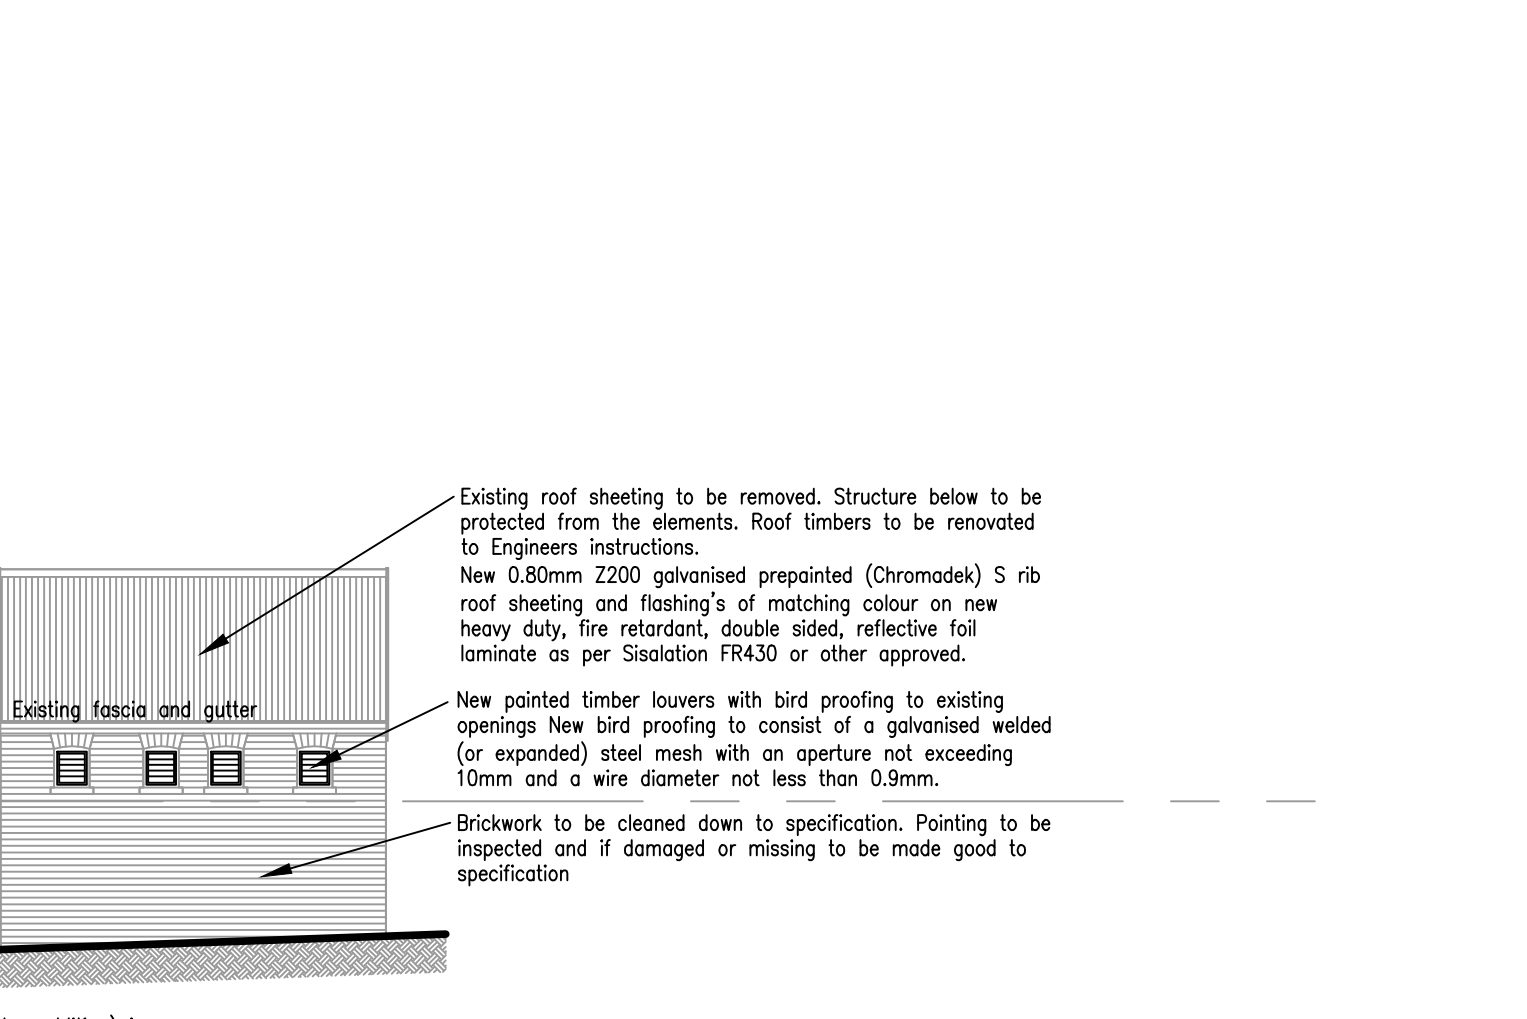 Existing roof sheeting to be removed. Structure below to be
protected from the elements. Roof timbers to be renovated
to Engineers instructions.
New 0.80mm Z200 galvanised prepainted (Chromadek) S rib
roof sheeting and flashing's of matching colour on new
heavy duty, fire retardant, double sided, reflective foil
laminate as per Sisalation FR430 or other approved.
Existing fascia and gutter
New painted timber louvers with bird proofing to existing
openings New bird proofing to consist of a galvanised welded
(or expanded) steel mesh with an aperture not exceeding
10mm and a wire diameter not less than 0.9mm.
Brickwork to be cleaned down to specification. Pointing to be
inspected and if damaged or missing to be made good to
specification